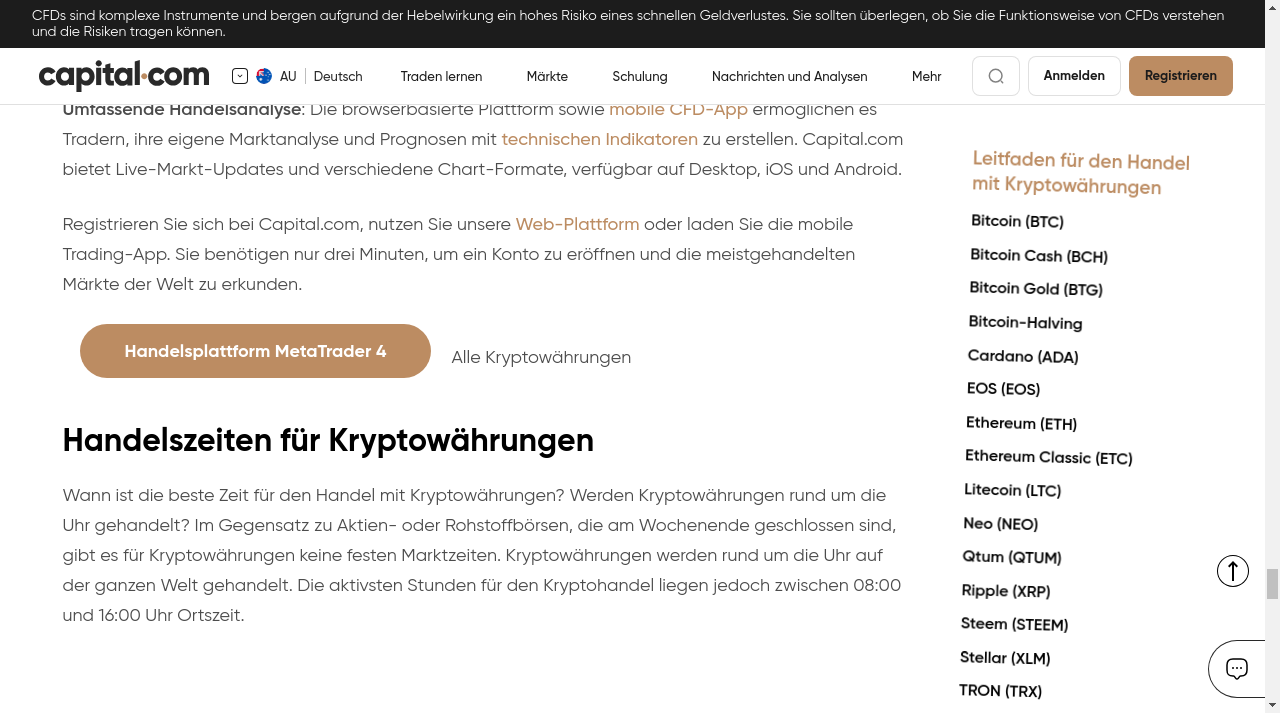 CFDs sind komplexe Instrumente und bergen aufgrund der Hebelwirkung ein hohes Risiko eines schnellen Geldverlustes. Sie sollten überlegen, ob Sie die Funktionsweise von CFDs verstehen
und die Risiken tragen können.
capital.com
AU Deutsch Traden lernen Märkte Schulung Nachrichten und Analysen Mehr Anmelden Registrieren
Umfassende Handelsanalyse: Die browserbasierte Plattform sowie mobile CFD-App ermöglichen es
Tradern, ihre eigene Marktanalyse und Prognosen mit technischen Indikatoren zu erstellen. Capital.com
bietet Live-Markt-Updates und verschiedene Chart-Formate, verfügbar auf Desktop, iOS und Android.
Registrieren Sie sich bei Capital.com, nutzen Sie unsere Web-Plattform oder laden Sie die mobile
Trading-App. Sie benötigen nur drei Minuten, um ein Konto zu eröffnen und die meistgehandelten
Märkte der Welt zu erkunden.
Handelsplattform MetaTrader 4
Alle Kryptowährungen
Handelszeiten für Kryptowährungen
Wann ist die beste Zeit für den Handel mit Kryptowährungen? Werden Kryptowährungen rund um die
Uhr gehandelt? Im Gegensatz zu Aktien- oder Rohstoffbörsen, die am Wochenende geschlossen sind,
gibt es für Kryptowährungen keine festen Marktzeiten. Kryptowährungen werden rund um die Uhr auf
der ganzen Welt gehandelt. Die aktivsten Stunden für den Kryptohandel liegen jedoch zwischen 08:00
und 16:00 Uhr Ortszeit.
Leitfaden für den Handel
mit Kryptowährungen
Bitcoin (BTC)
Bitcoin Cash (BCH)
Bitcoin Gold (BTG)
Bitcoin-Halving
Cardano (ADA)
EOS (EOS)
Ethereum (ETH)
Ethereum Classic (ETC)
Litecoin (LTC)
Neo (NEO)
Qtum (QTUM)
Ripple (XRP)
Steem (STEEM)
Stellar (XLM)
TRON (TRX)